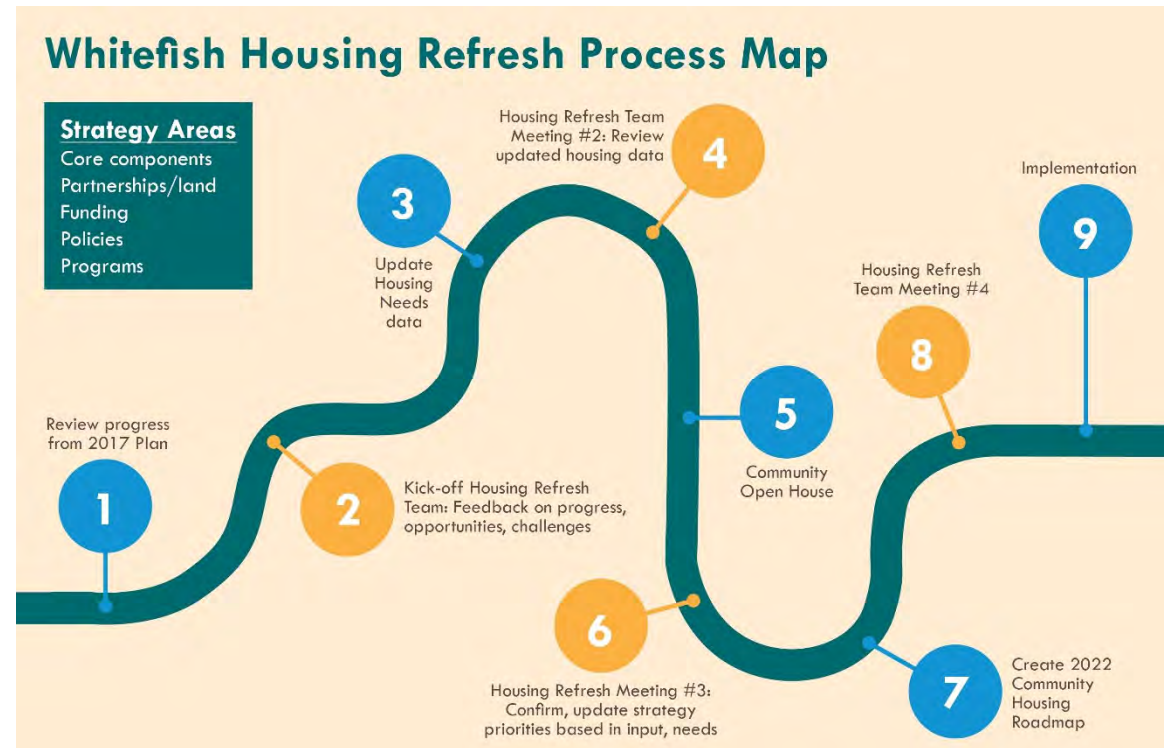 Whitefish Housing Refresh Process Map
Strategy Areas
Core components
Partnerships/land
Funding
Policies
Programs
1
Review progress
from 2017 Plan
2
Kick-off Housing Refresh
Team: Feedback on progress,
opportunities, challenges
3
Update
Housing
Needs
data
Housing Refresh Team
Meeting #2: Review
updated housing data
4
5
Community
Open House
6
Housing Refresh Meeting #3:
Confirm, update strategy
priorities based in input, needs
7
Create 2022
Community
Housing
Roadmap
Housing Refresh
Team Meeting #4
8
Implementation
9